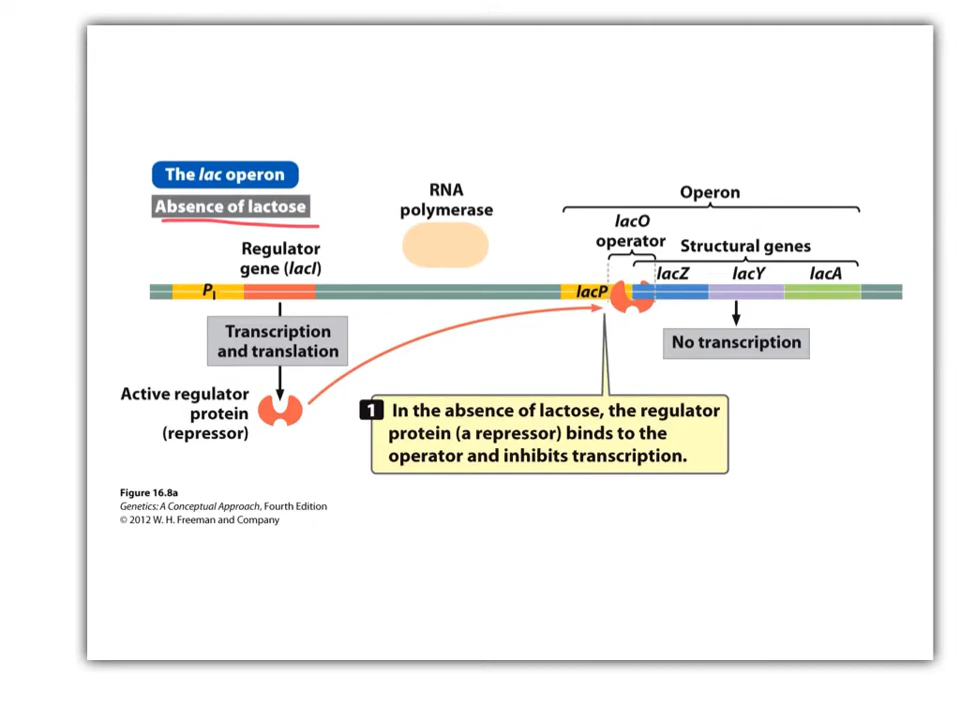 The lac operon
Absence of lactose
RNA
polymerase
Operon
lacO
operator
Structural genes
Regulator
gene (lacI)
lacZ
lacY
lacA
PI
lacP
Transcription
and translation
No transcription
Active regulator
protein
(repressor)
1 In the absence of lactose, the regulator
protein (a repressor) binds to the
operator and inhibits transcription.
Figure 16.8a
Genetics: A Conceptual Approach, Fourth Edition
© 2012 W. H. Freeman and Company